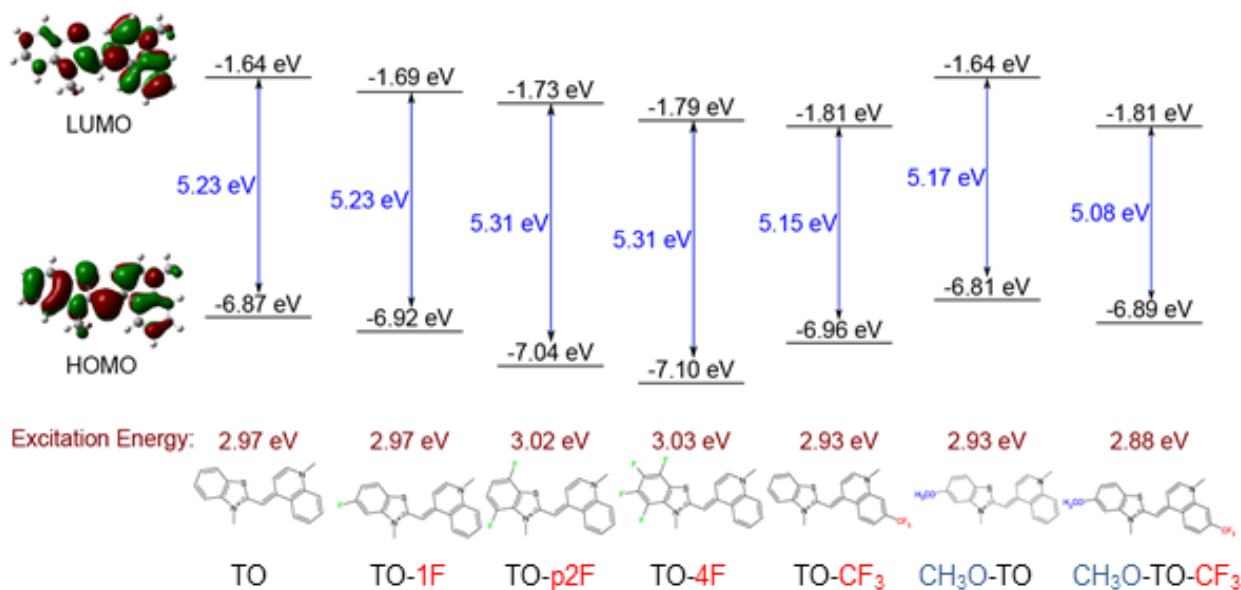 -1.64 eV
-1.69 eV
-1.73 eV
-1.79 eV
-1.81 eV
-1.64 eV
-1.81 eV
LUMO
5.23 eV
5.23 eV
5.31 eV
5.31 eV
5.15 eV
5.17 eV
5.08 eV
-6.87 eV
-6.92 eV
-7.04 eV
-7.10 eV
-6.96 eV
-6.81 eV
-6.89 eV
HOMO
Excitation Energy: 2.97 eV 2.97 eV 3.02 eV 3.03 eV 2.93 eV 2.93 eV 2.88 eV
S N N
F S N N
F F S N N
F F F F S N N
S N N CF₃
H₃CO S N N
H₃CO S N N CF₃
TO TO-1F TO-p2F TO-4F TO-CF₃ CH₃O-TO CH₃O-TO-CF₃